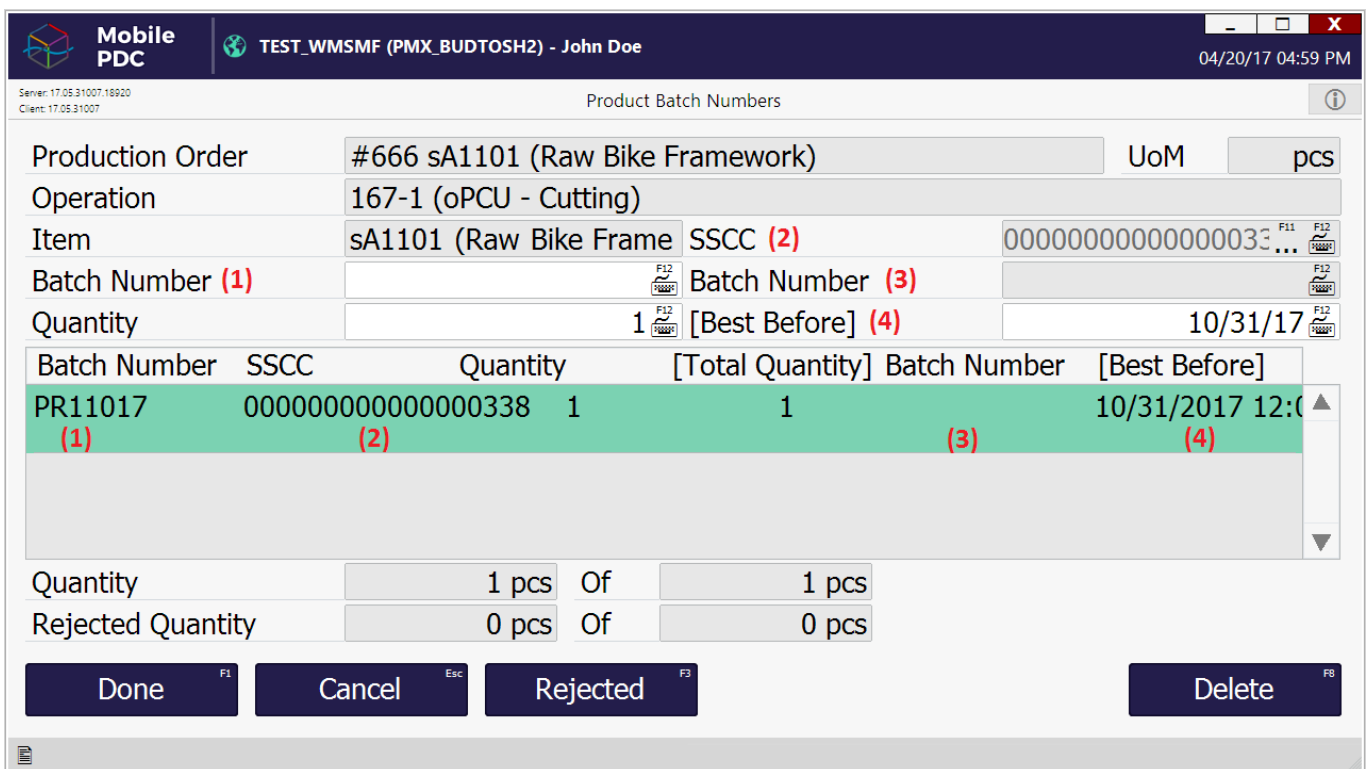 Mobile PDC TEST_WMSMF (PMX_BUDTOSH2) - John Doe 04/20/17 04:59 PM
Server: 17.05.31007.18920
Client: 17.05.31007
Product Batch Numbers
Production Order #666 sA1101 (Raw Bike Framework) UoM pcs
Operation 167-1 (oPCU - Cutting)
Item sA1101 (Raw Bike Frame SSCC (2) 00000000000000033 F11 ... F12
Batch Number (1) F12 Batch Number (3) F12
Quantity 1 F12 [Best Before] (4) 10/31/17 F12
Batch Number SSCC Quantity [Total Quantity] Batch Number [Best Before]
PR11017 000000000000000338 1 1 10/31/2017 12:0
(1) (2) (3) (4)
Quantity 1 pcs Of 1 pcs
Rejected Quantity 0 pcs Of 0 pcs
Done F1 Cancel Esc Rejected F3 Delete F8